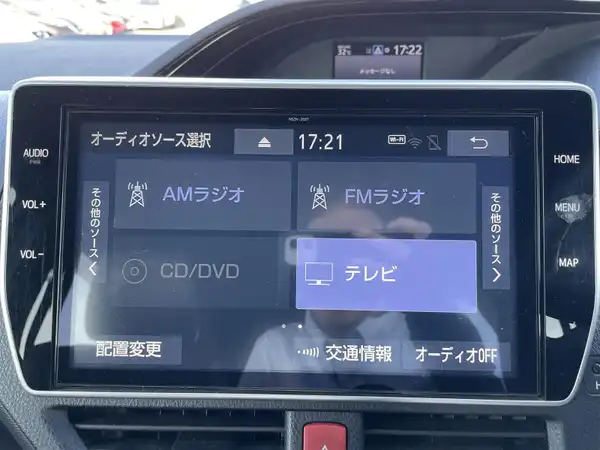 32℃ 17:22
メッセージなし
AUDIO
PWR
VOL+
VOL−
オーディオソース選択
17:21
Wi-Fi
AMラジオ
FMラジオ
CD/DVD
テレビ
その他のソース
その他のソース
配置変更
交通情報
オーディオOFF
HOME
MENU
MAP